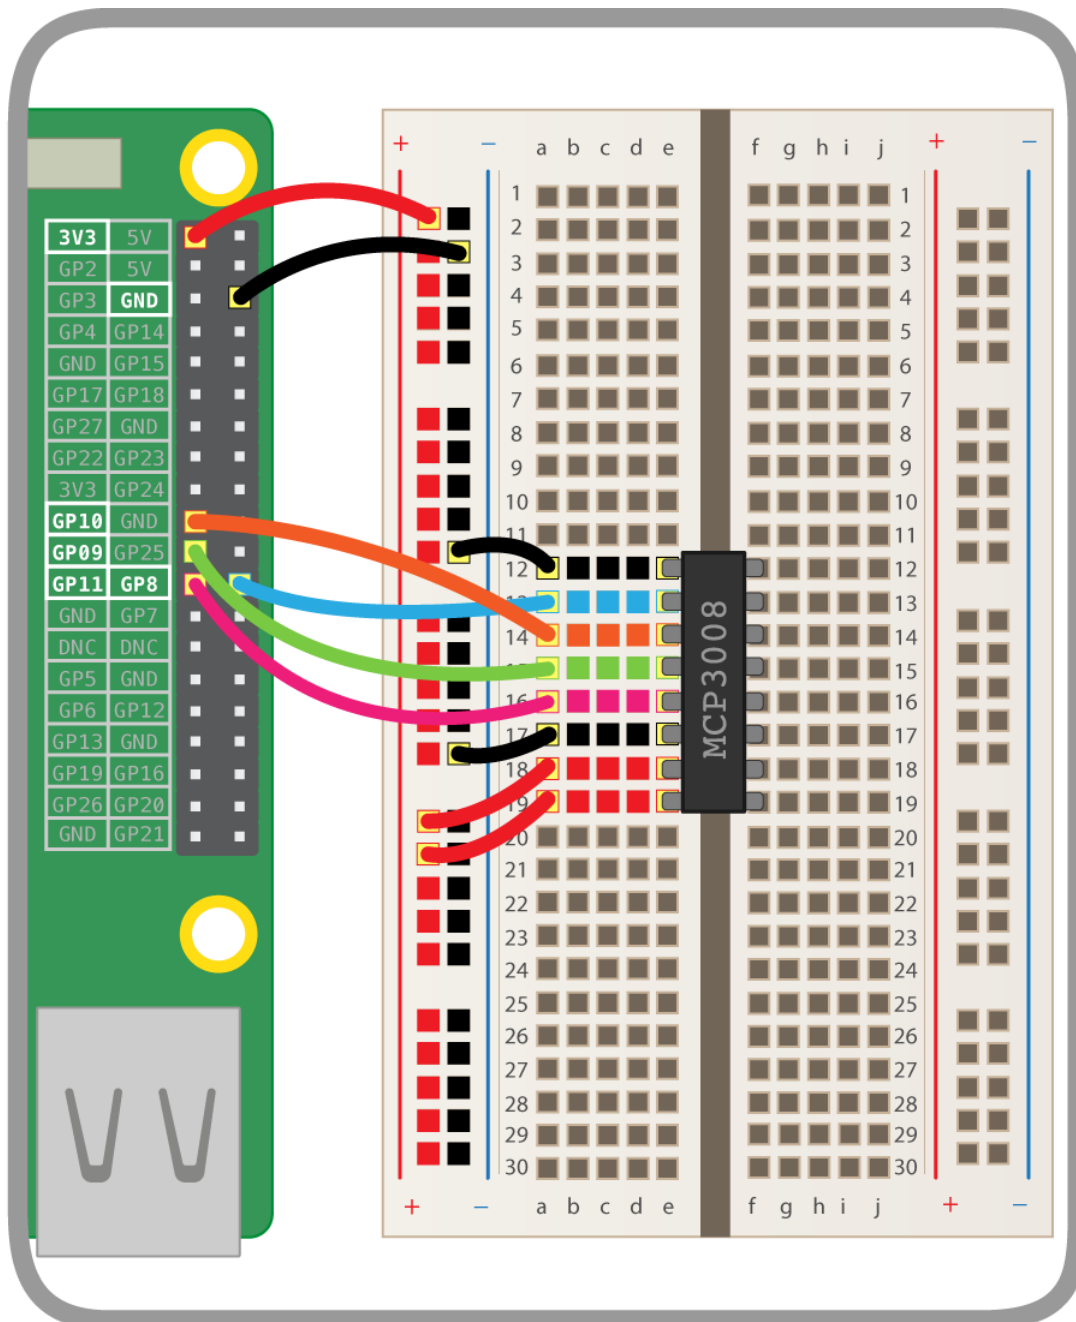 + − a b c d e f g h i j + −
3V3 5V
GP2 5V
GP3 GND
GP4 GP14
GND GP15
GP17 GP18
GP27 GND
GP22 GP23
3V3 GP24
GP10 GND
GP09 GP25
GP11 GP8
GND GP7
DNC DNC
GP5 GND
GP6 GP12
GP13 GND
GP19 GP16
GP26 GP20
GND GP21
1 1
2 2
3 3
4 4
5 5
6 6
7 7
8 8
9 9
10 10
11 11
12 12
13 13
14 14
15 15
16 16
17 17
18 18
19 19
20 20
21 21
22 22
23 23
24 24
25 25
26 26
27 27
28 28
29 29
30 30
MCP3008
+ − a b c d e f g h i j + −